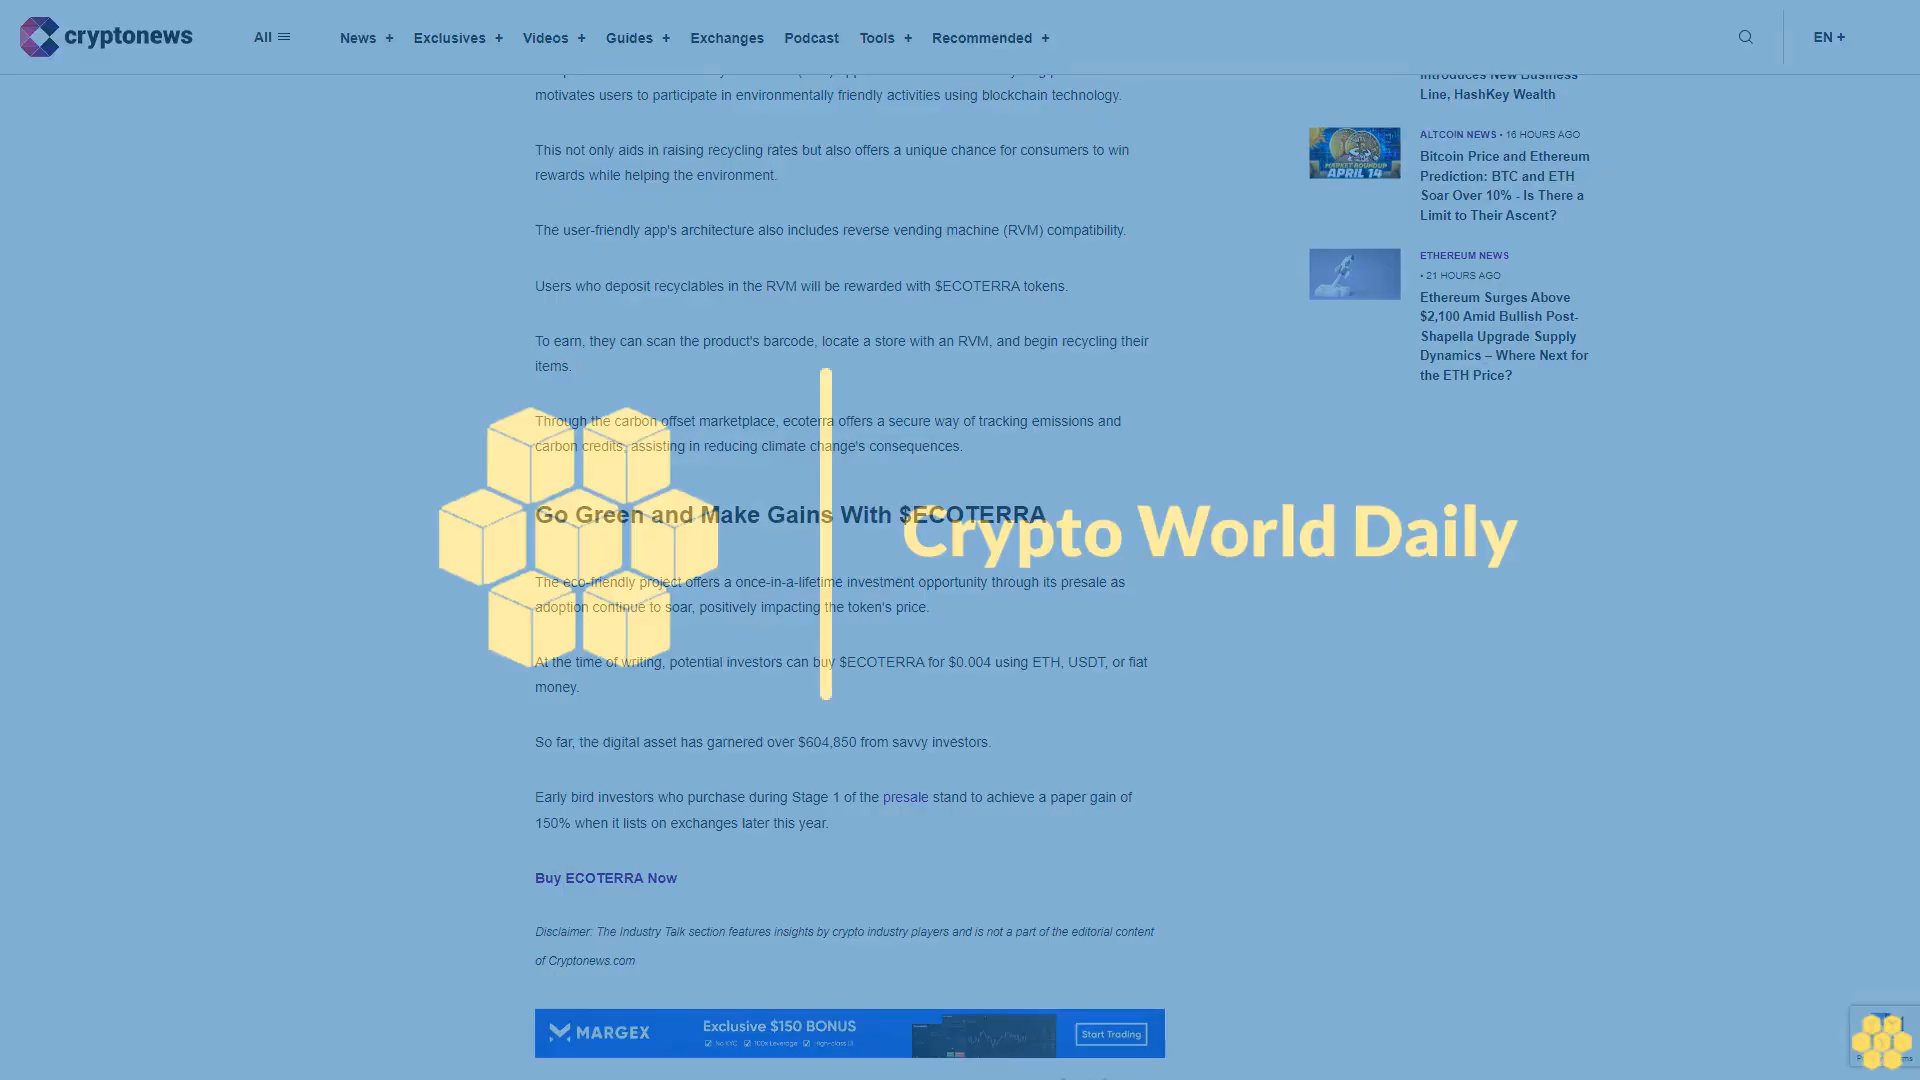 cryptonews
All
News +
Exclusives +
Videos +
Guides +
Exchanges
Podcast
Tools +
Recommended +
EN +
motivates users to participate in environmentally friendly activities using blockchain technology.
This not only aids in raising recycling rates but also offers a unique chance for consumers to win
rewards while helping the environment.
The user-friendly app's architecture also includes reverse vending machine (RVM) compatibility.
Users who deposit recyclables in the RVM will be rewarded with $ECOTERRA tokens.
To earn, they can scan the product's barcode, locate a store with an RVM, and begin recycling their
items.
Through the carbon offset marketplace, ecoterra offers a secure way of tracking emissions and
carbon credits, assisting in reducing climate change's consequences.
Go Green and Make Gains With $ECOTERRA
The eco-friendly project offers a once-in-a-lifetime investment opportunity through its presale as
adoption continue to soar, positively impacting the token's price.
At the time of writing, potential investors can buy $ECOTERRA for $0.004 using ETH, USDT, or fiat
money.
So far, the digital asset has garnered over $604,850 from savvy investors.
Early bird investors who purchase during Stage 1 of the presale stand to achieve a paper gain of
150% when it lists on exchanges later this year.
Buy ECOTERRA Now
Disclaimer: The Industry Talk section features insights by crypto industry players and is not a part of the editorial content
of Cryptonews.com
MARGEX
Exclusive $150 BONUS
No KYC
100x Leverage
High-class UI
Start Trading
Crypto World Daily
Introduces New Business
Line, HashKey Wealth
MARKET ROUNDUP
APRIL 14
ALTCOIN NEWS • 16 HOURS AGO
Bitcoin Price and Ethereum
Prediction: BTC and ETH
Soar Over 10% - Is There a
Limit to Their Ascent?
ETHEREUM NEWS
• 21 HOURS AGO
Ethereum Surges Above
$2,100 Amid Bullish Post-
Shapella Upgrade Supply
Dynamics – Where Next for
the ETH Price?